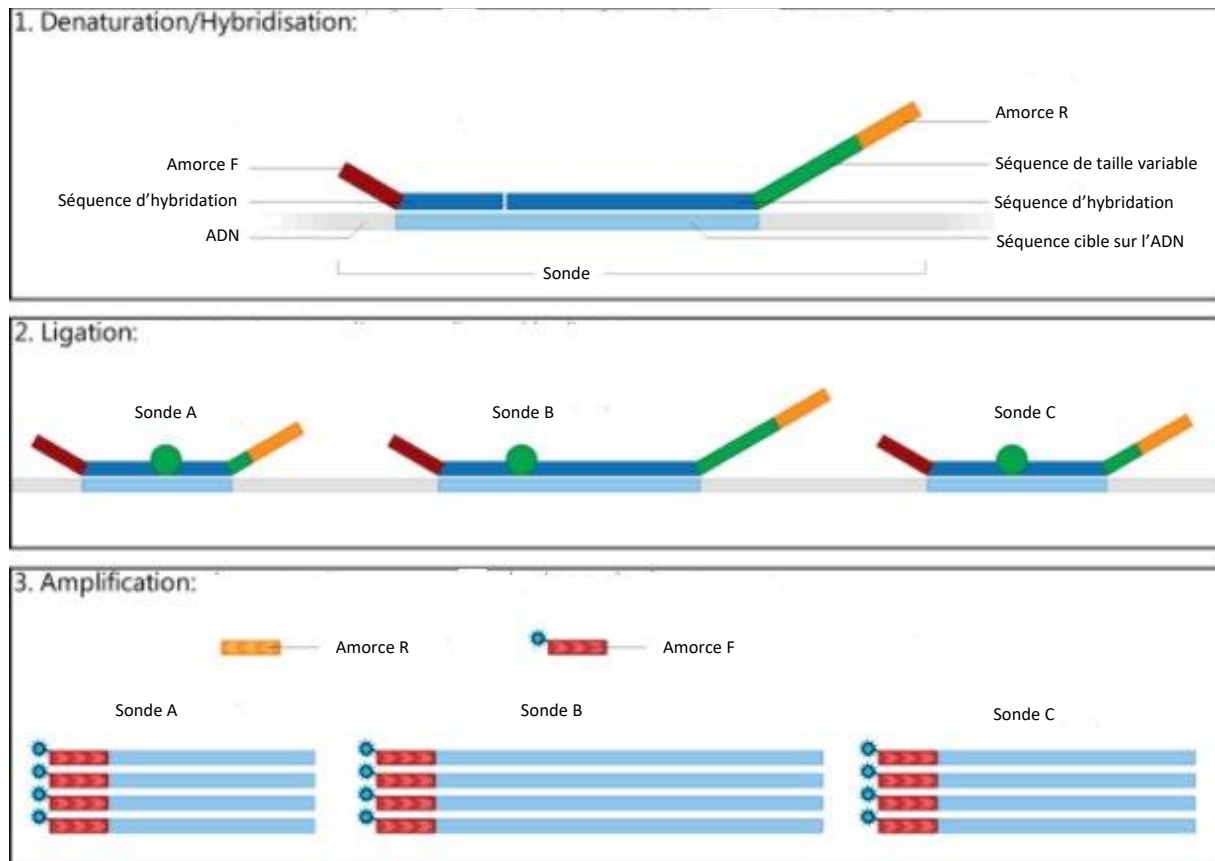 1. Denaturation/Hybridisation:
Amorce R
Amorce F
Séquence de taille variable
Séquence d’hybridation
Séquence d’hybridation
ADN
Séquence cible sur l’ADN
Sonde
2. Ligation:
Sonde A
Sonde B
Sonde C
3. Amplification:
Amorce R
Amorce F
Sonde A
Sonde B
Sonde C